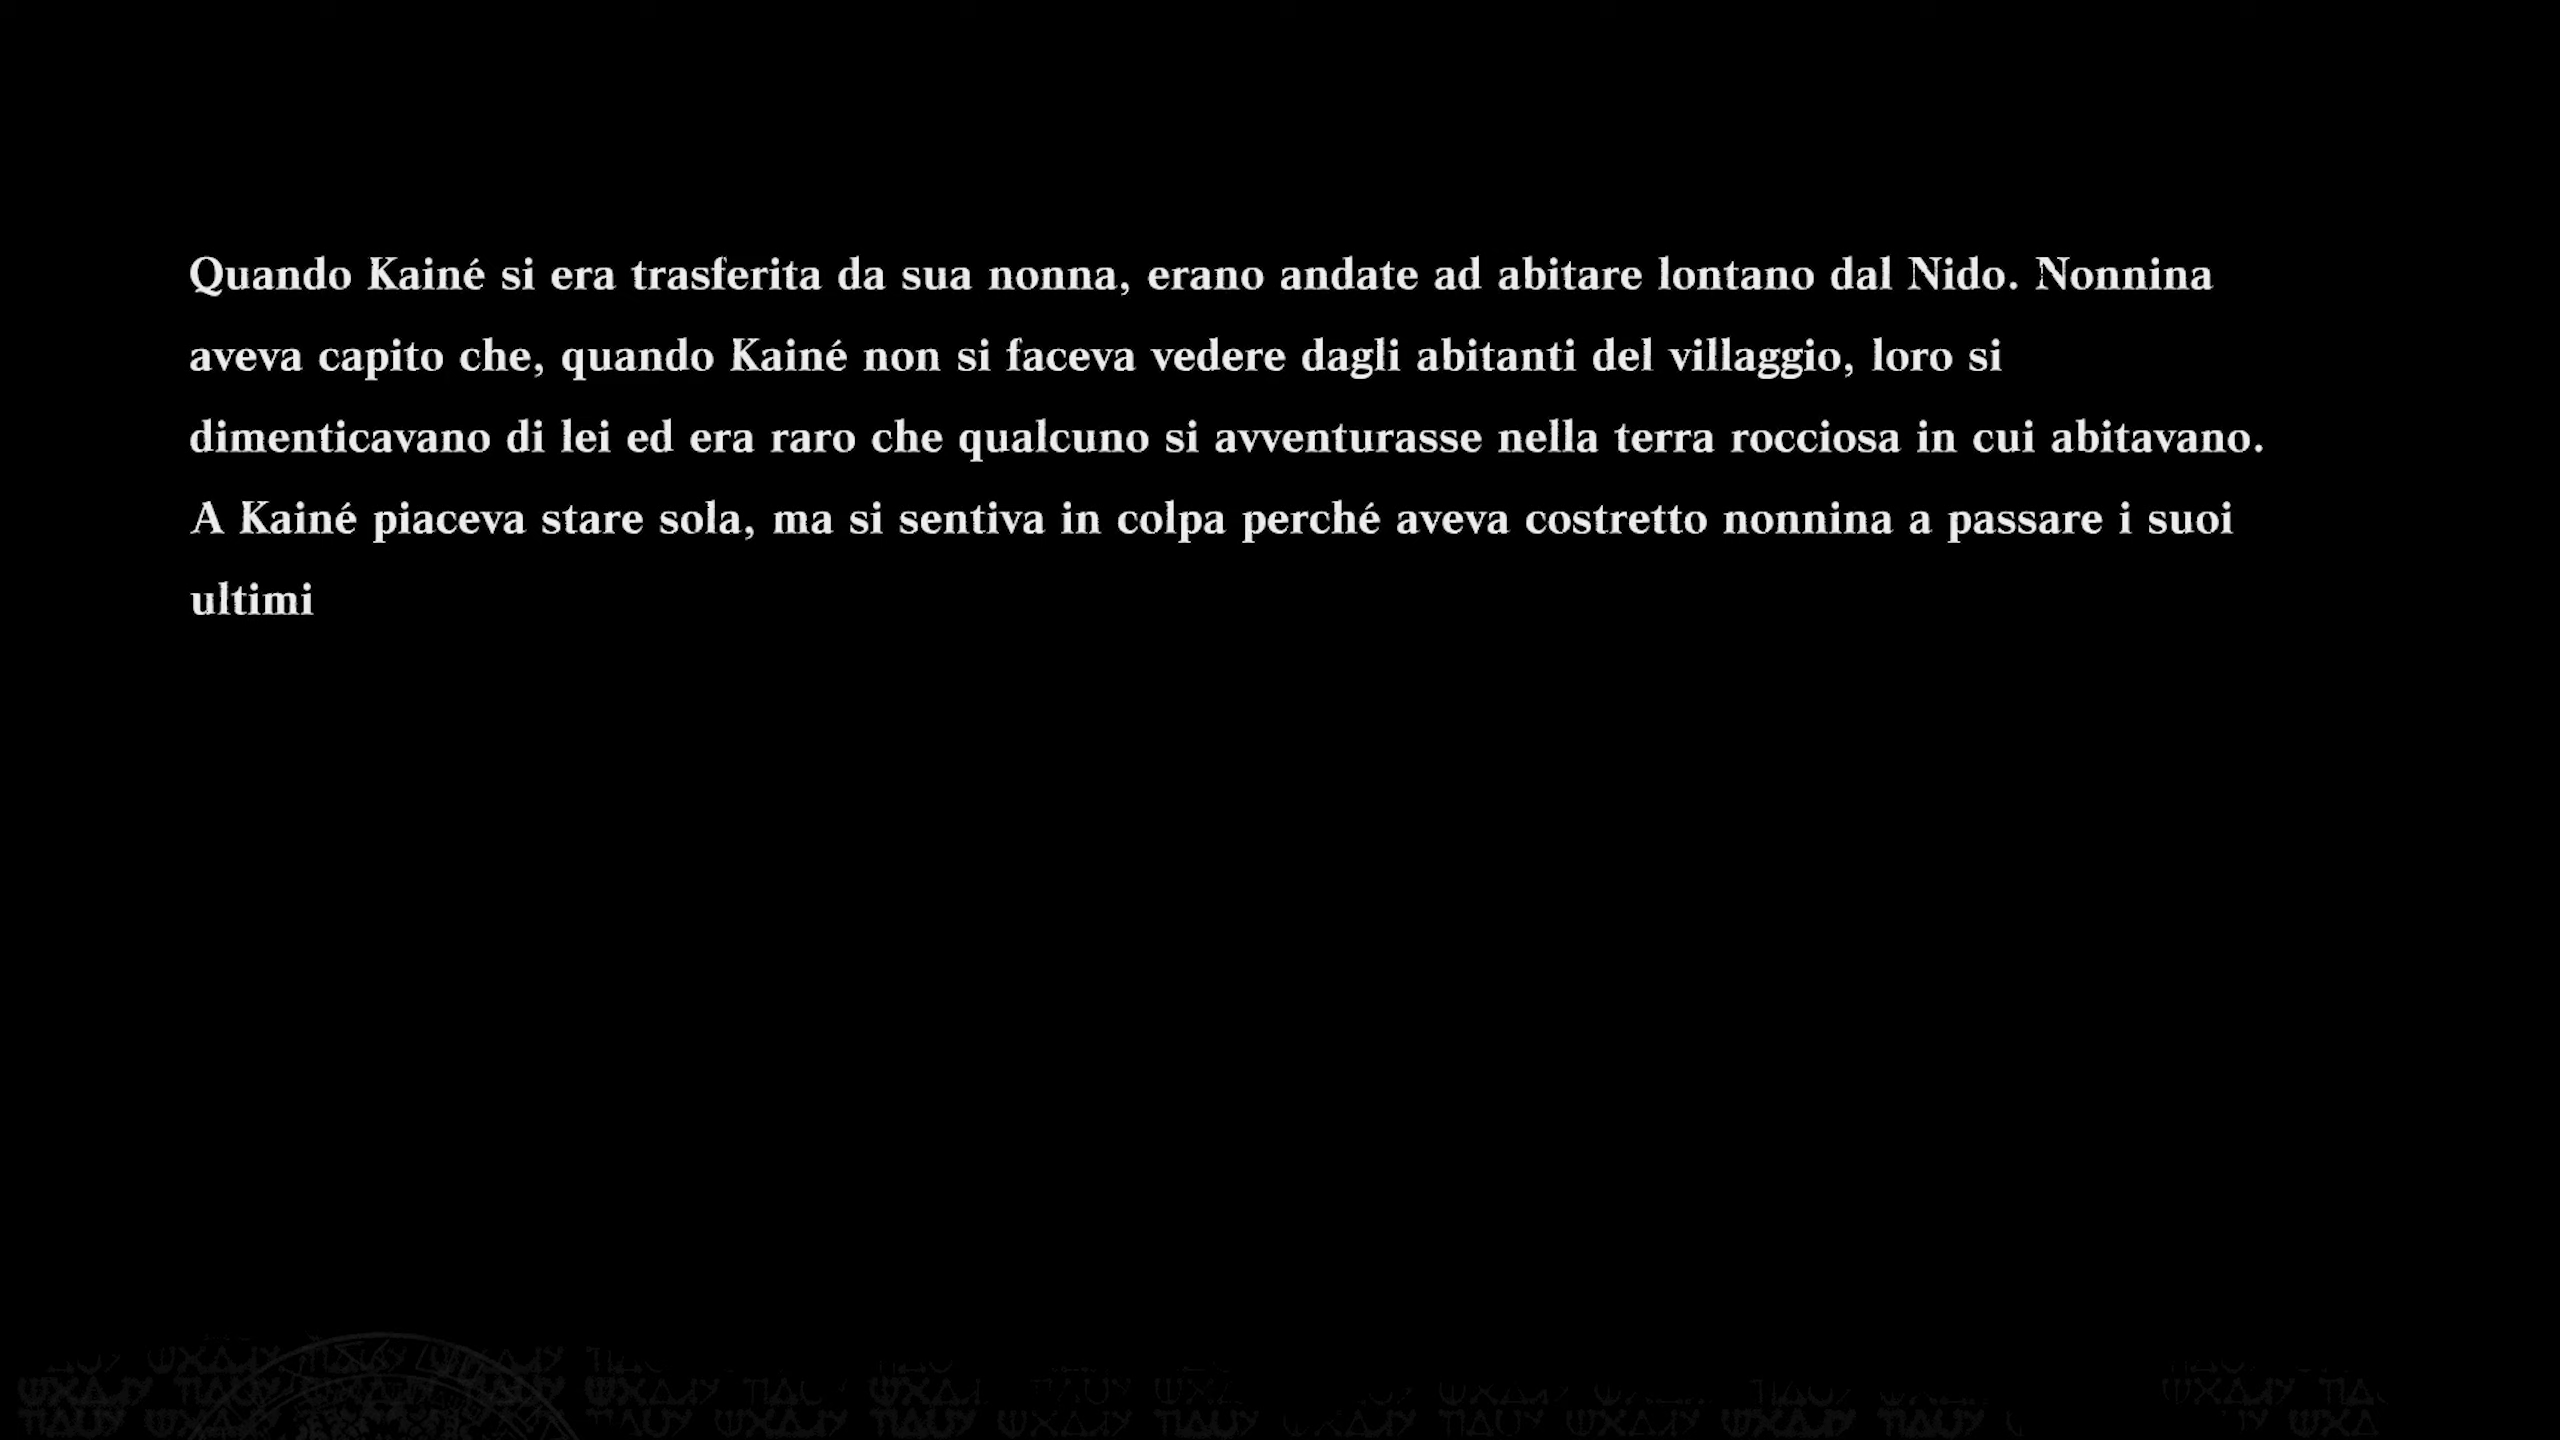 Quando Kainé si era trasferita da sua nonna, erano andate ad abitare lontano dal Nido. Nonnina
aveva capito che, quando Kainé non si faceva vedere dagli abitanti del villaggio, loro si
dimenticavano di lei ed era raro che qualcuno si avventurasse nella terra rocciosa in cui abitavano.
A Kainé piaceva stare sola, ma si sentiva in colpa perché aveva costretto nonnina a passare i suoi
ultimi